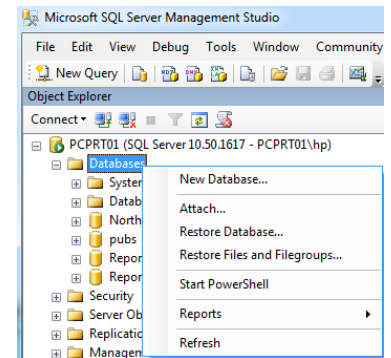 Microsoft SQL Server Management Studio
File Edit View Debug Tools Window Community
New Query
Object Explorer
Connect
PCPRT01 (SQL Server 10.50.1617 - PCPRT01\hp)
Databases
Syster
New Database...
Datab
Attach...
North
Restore Database...
pubs
Restore Files and Filegroups...
Repor
Start PowerShell
Repor
Security
Reports
Server Ob
Replicatic
Refresh
Managem